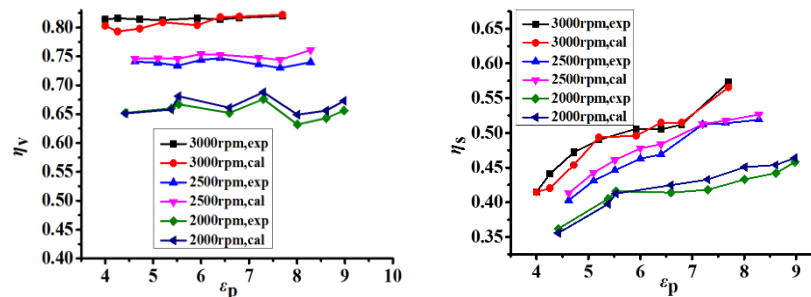 0.80
0.75
0.70
0.65
0.60
0.55
0.50
0.45
0.40
ηv
3000rpm,exp
3000rpm,cal
2500rpm,exp
2500rpm,cal
2000rpm,exp
2000rpm,cal
4 5 6 7 8 9 10
εp
0.60
0.55
0.50
0.45
0.40
0.35
ηs
3000rpm,exp
3000rpm,cal
2500rpm,exp
2500rpm,cal
2000rpm,exp
2000rpm,cal
4 5 6 7 8 9
εp